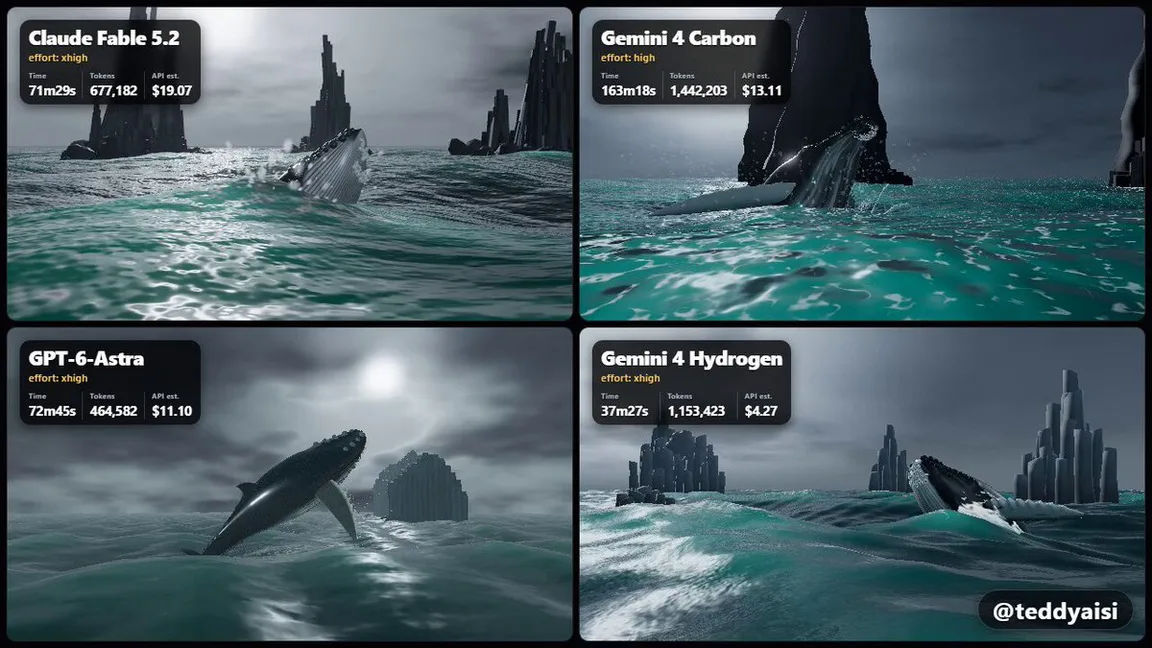 Claude Fable 5.2
effort: xhigh
Time Tokens API est.
71m29s 677,182 $19.07
Gemini 4 Carbon
effort: high
Time Tokens API est.
163m18s 1,442,203 $13.11
GPT-6-Astra
effort: xhigh
Time Tokens API est.
72m45s 464,582 $11.10
Gemini 4 Hydrogen
effort: xhigh
Time Tokens API est.
37m27s 1,153,423 $4.27
@teddyaisi